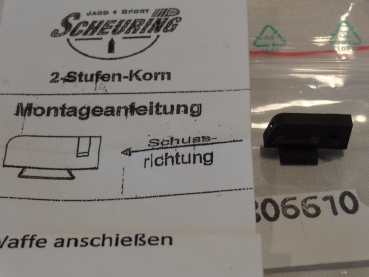 JAGD + SPORT
SCHEURING
2-Stufen-Korn
Montageanleitung
Schuss-
richtung
Waffe anschießen
306610